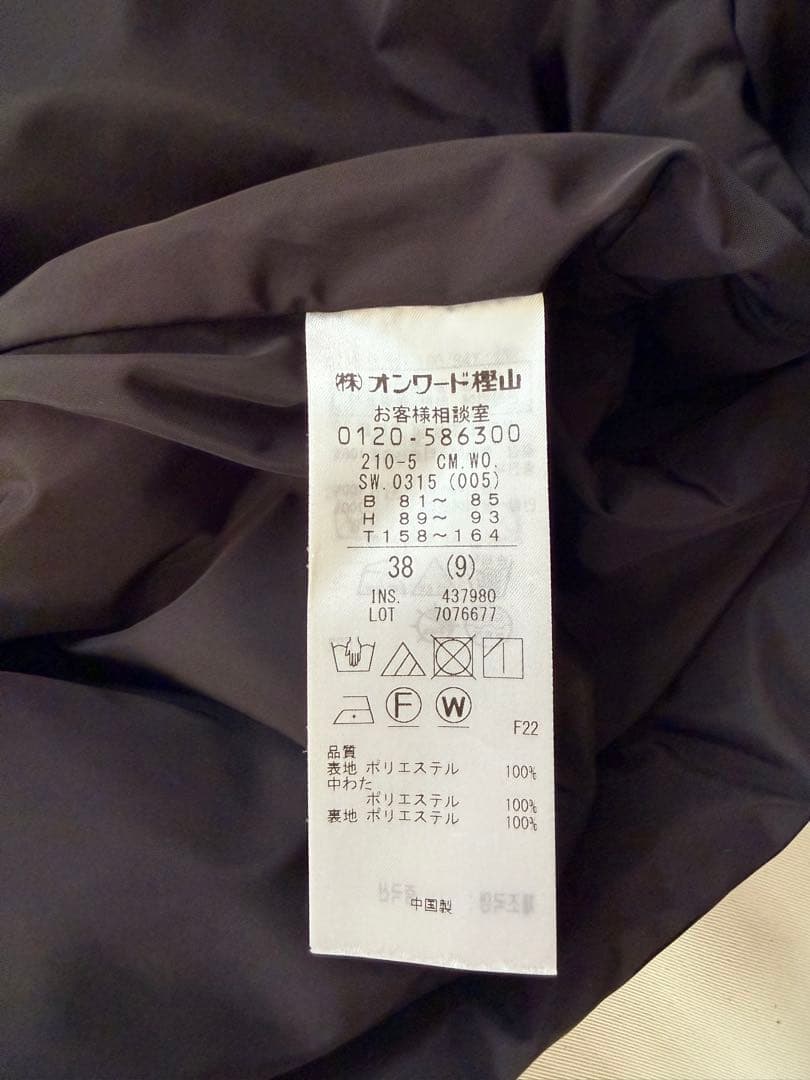 ㈱オンワード樫山
お客様相談室
0120-586300
210-5 CM.WO.
SW.0315 (005)
B 81～ 85
H 89～ 93
T158～164
38 (9)
INS. 437980
LOT 7076677
F W
F22
品質
表地 ポリエステル 100%
中わた
ポリエステル 100%
裏地 ポリエステル 100%
中国製